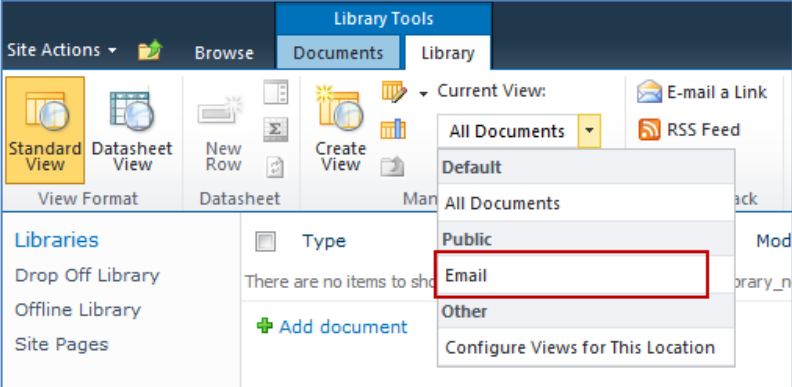 Library Tools
Site Actions
Browse
Documents
Library
Current View:
E-mail a Link
All Documents
RSS Feed
Standard View
Datasheet View
New Row
Create View
Default
View Format
Datasheet
All Documents
Libraries
Type
Public
Drop Off Library
There are no items to
Email
Offline Library
Add document
Other
Site Pages
Configure Views for This Location